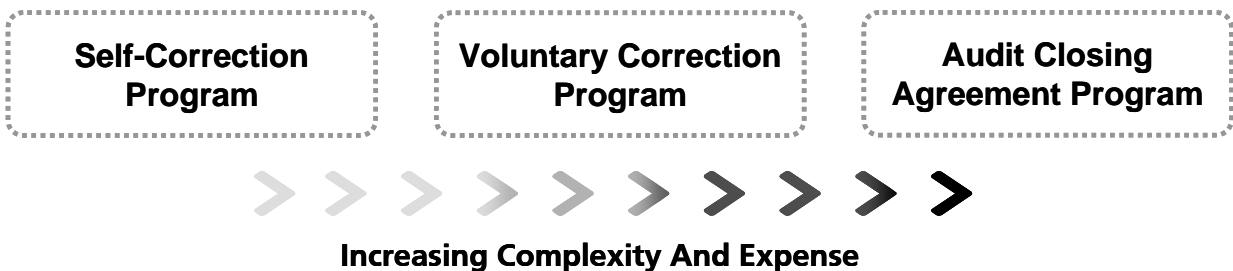 Self-Correction
Program
Voluntary Correction
Program
Audit Closing
Agreement Program
Increasing Complexity And Expense